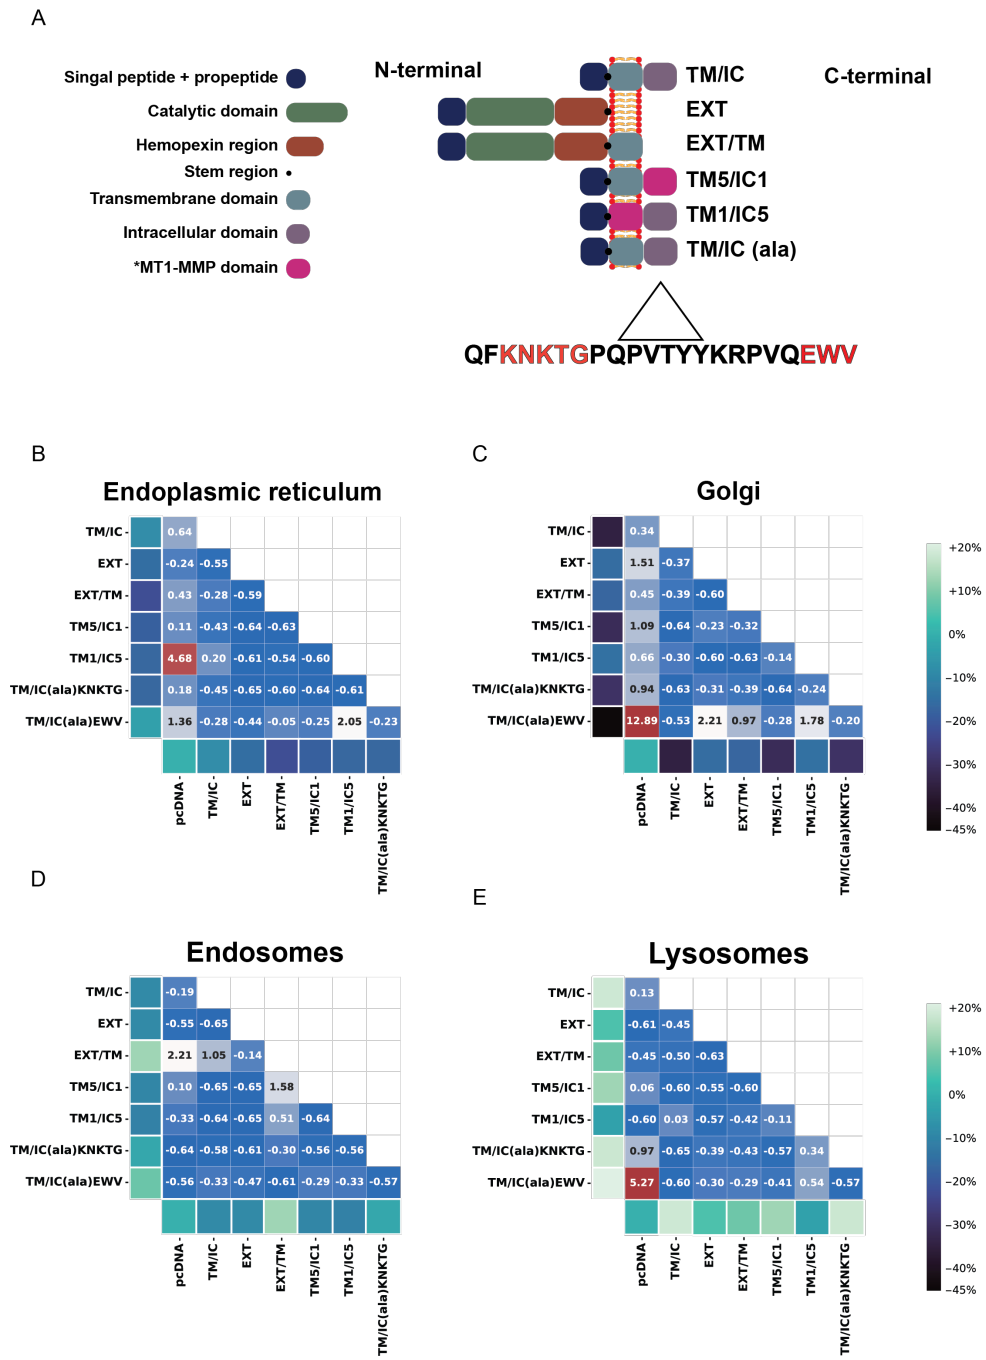 A
Singal peptide + propeptide
Catalytic domain
Hemopexin region
Stem region
Transmembrane domain
Intracellular domain
*MT1-MMP domain
N-terminal
C-terminal
TM/IC
EXT
EXT/TM
TM5/IC1
TM1/IC5
TM/IC (ala)
QFKNKTGPQPVTYYKRPVQEWV
B
Endoplasmic reticulum
TM/IC 0.64
EXT -0.24 -0.55
EXT/TM 0.43 -0.28 -0.59
TM5/IC1 0.11 -0.43 -0.64 -0.63
TM1/IC5 4.68 0.20 -0.61 -0.54 -0.60
TM/IC(ala)KNKTG 0.18 -0.45 -0.65 -0.60 -0.64 -0.61
TM/IC(ala)EWV 1.36 -0.28 -0.44 -0.05 -0.25 2.05 -0.23
pcDNA TM/IC EXT EXT/TM TM5/IC1 TM1/IC5 TM/IC(ala)KNKTG
C
Golgi
TM/IC 0.34
EXT 1.51 -0.37
EXT/TM 0.45 -0.39 -0.60
TM5/IC1 1.09 -0.64 -0.23 -0.32
TM1/IC5 0.66 -0.30 -0.60 -0.63 -0.14
TM/IC(ala)KNKTG 0.94 -0.63 -0.31 -0.39 -0.64 -0.24
TM/IC(ala)EWV 12.89 -0.53 2.21 0.97 -0.28 1.78 -0.20
pcDNA TM/IC EXT EXT/TM TM5/IC1 TM1/IC5 TM/IC(ala)KNKTG
+20%
+10%
0%
−10%
−20%
−30%
−40%
−45%
D
Endosomes
TM/IC -0.19
EXT -0.55 -0.65
EXT/TM 2.21 1.05 -0.14
TM5/IC1 0.10 -0.65 -0.65 1.58
TM1/IC5 -0.33 -0.64 -0.65 0.51 -0.64
TM/IC(ala)KNKTG -0.64 -0.58 -0.61 -0.30 -0.56 -0.56
TM/IC(ala)EWV -0.56 -0.33 -0.47 -0.61 -0.29 -0.33 -0.57
pcDNA TM/IC EXT EXT/TM TM5/IC1 TM1/IC5 TM/IC(ala)KNKTG
E
Lysosomes
TM/IC 0.13
EXT -0.61 -0.45
EXT/TM -0.45 -0.50 -0.63
TM5/IC1 0.06 -0.60 -0.55 -0.60
TM1/IC5 -0.60 0.03 -0.57 -0.42 -0.11
TM/IC(ala)KNKTG 0.97 -0.65 -0.39 -0.43 -0.57 0.34
TM/IC(ala)EWV 5.27 -0.60 -0.30 -0.29 -0.41 0.54 -0.57
pcDNA TM/IC EXT EXT/TM TM5/IC1 TM1/IC5 TM/IC(ala)KNKTG
+20%
+10%
0%
−10%
−20%
−30%
−40%
−45%